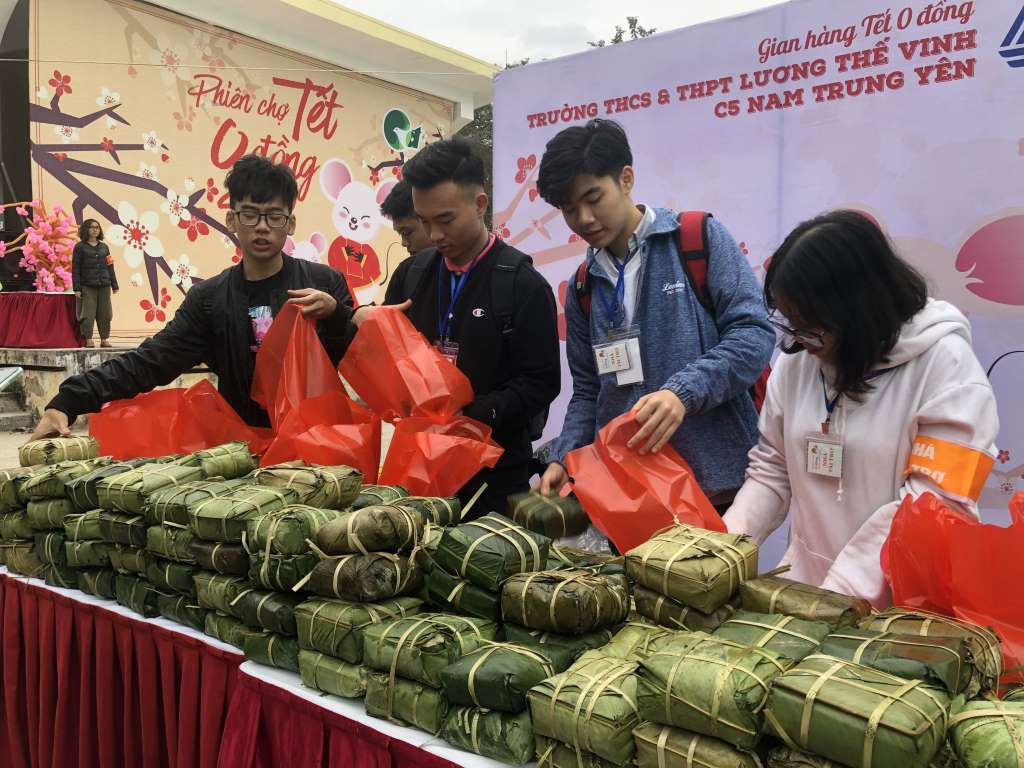 Phiên chợ
Tết
0 đồng
Gian hàng Tết 0 đồng
TRƯỜNG THCS & THPT LƯƠNG THẾ VINH
C5 NAM TRUNG YÊN